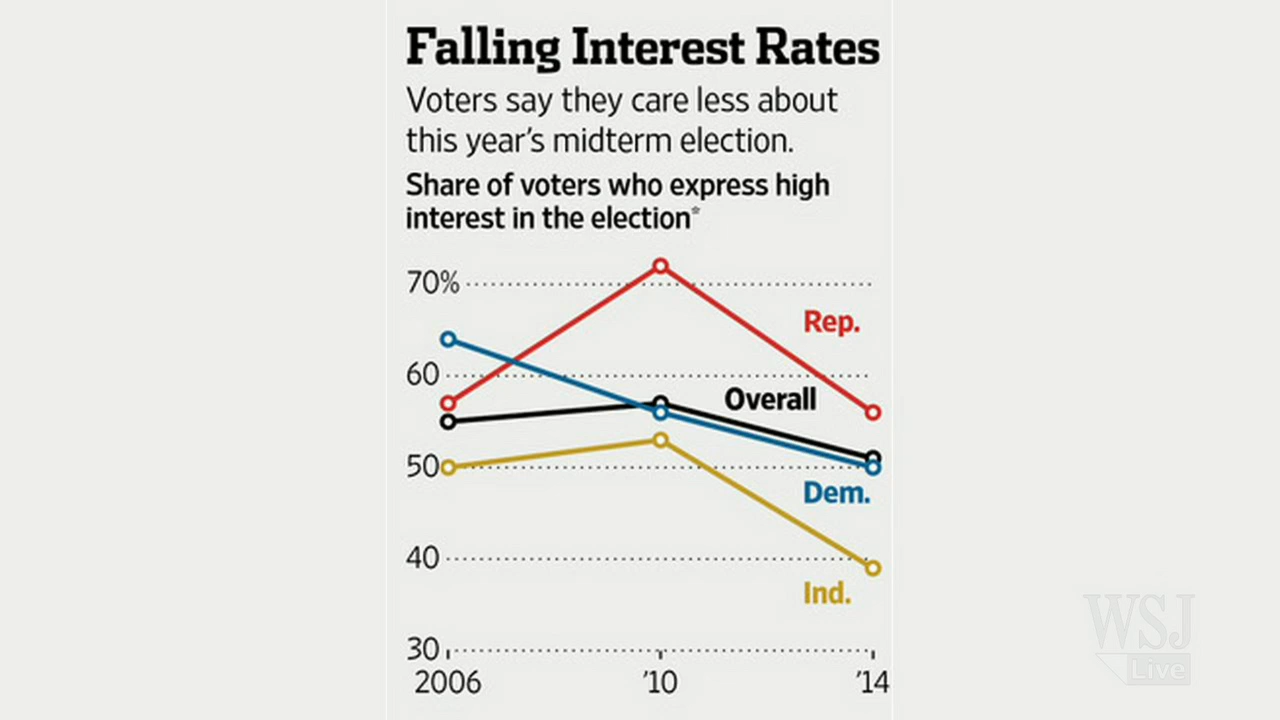 Falling Interest Rates
Voters say they care less about
this year's midterm election.
Share of voters who express high
interest in the election*
70%
Rep.
60
Overall
50
Dem.
40
Ind.
30
2006 '10 '14
WSJ
Live